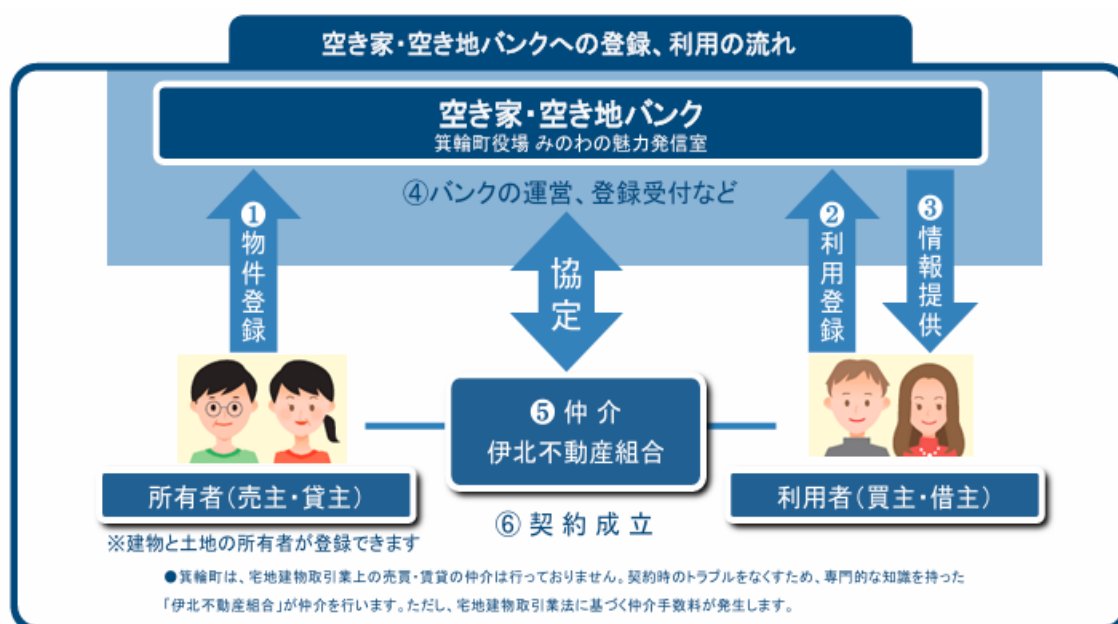 空き家・空き地バンクへの登録、利用の流れ
空き家・空き地バンク
箕輪町役場 みのわの魅力発信室
④バンクの運営、登録受付など
❶物件登録
協定
❷利用登録
❸情報提供
❺仲介
伊北不動産組合
所有者(売主・貸主)
利用者(買主・借主)
⑥契約成立
※建物と土地の所有者が登録できます
●箕輪町は、宅地建物取引業上の売買・賃貸の仲介は行っておりません。契約時のトラブルをなくすため、専門的な知識を持った
「伊北不動産組合」が仲介を行います。ただし、宅地建物取引業法に基づく仲介手数料が発生します。